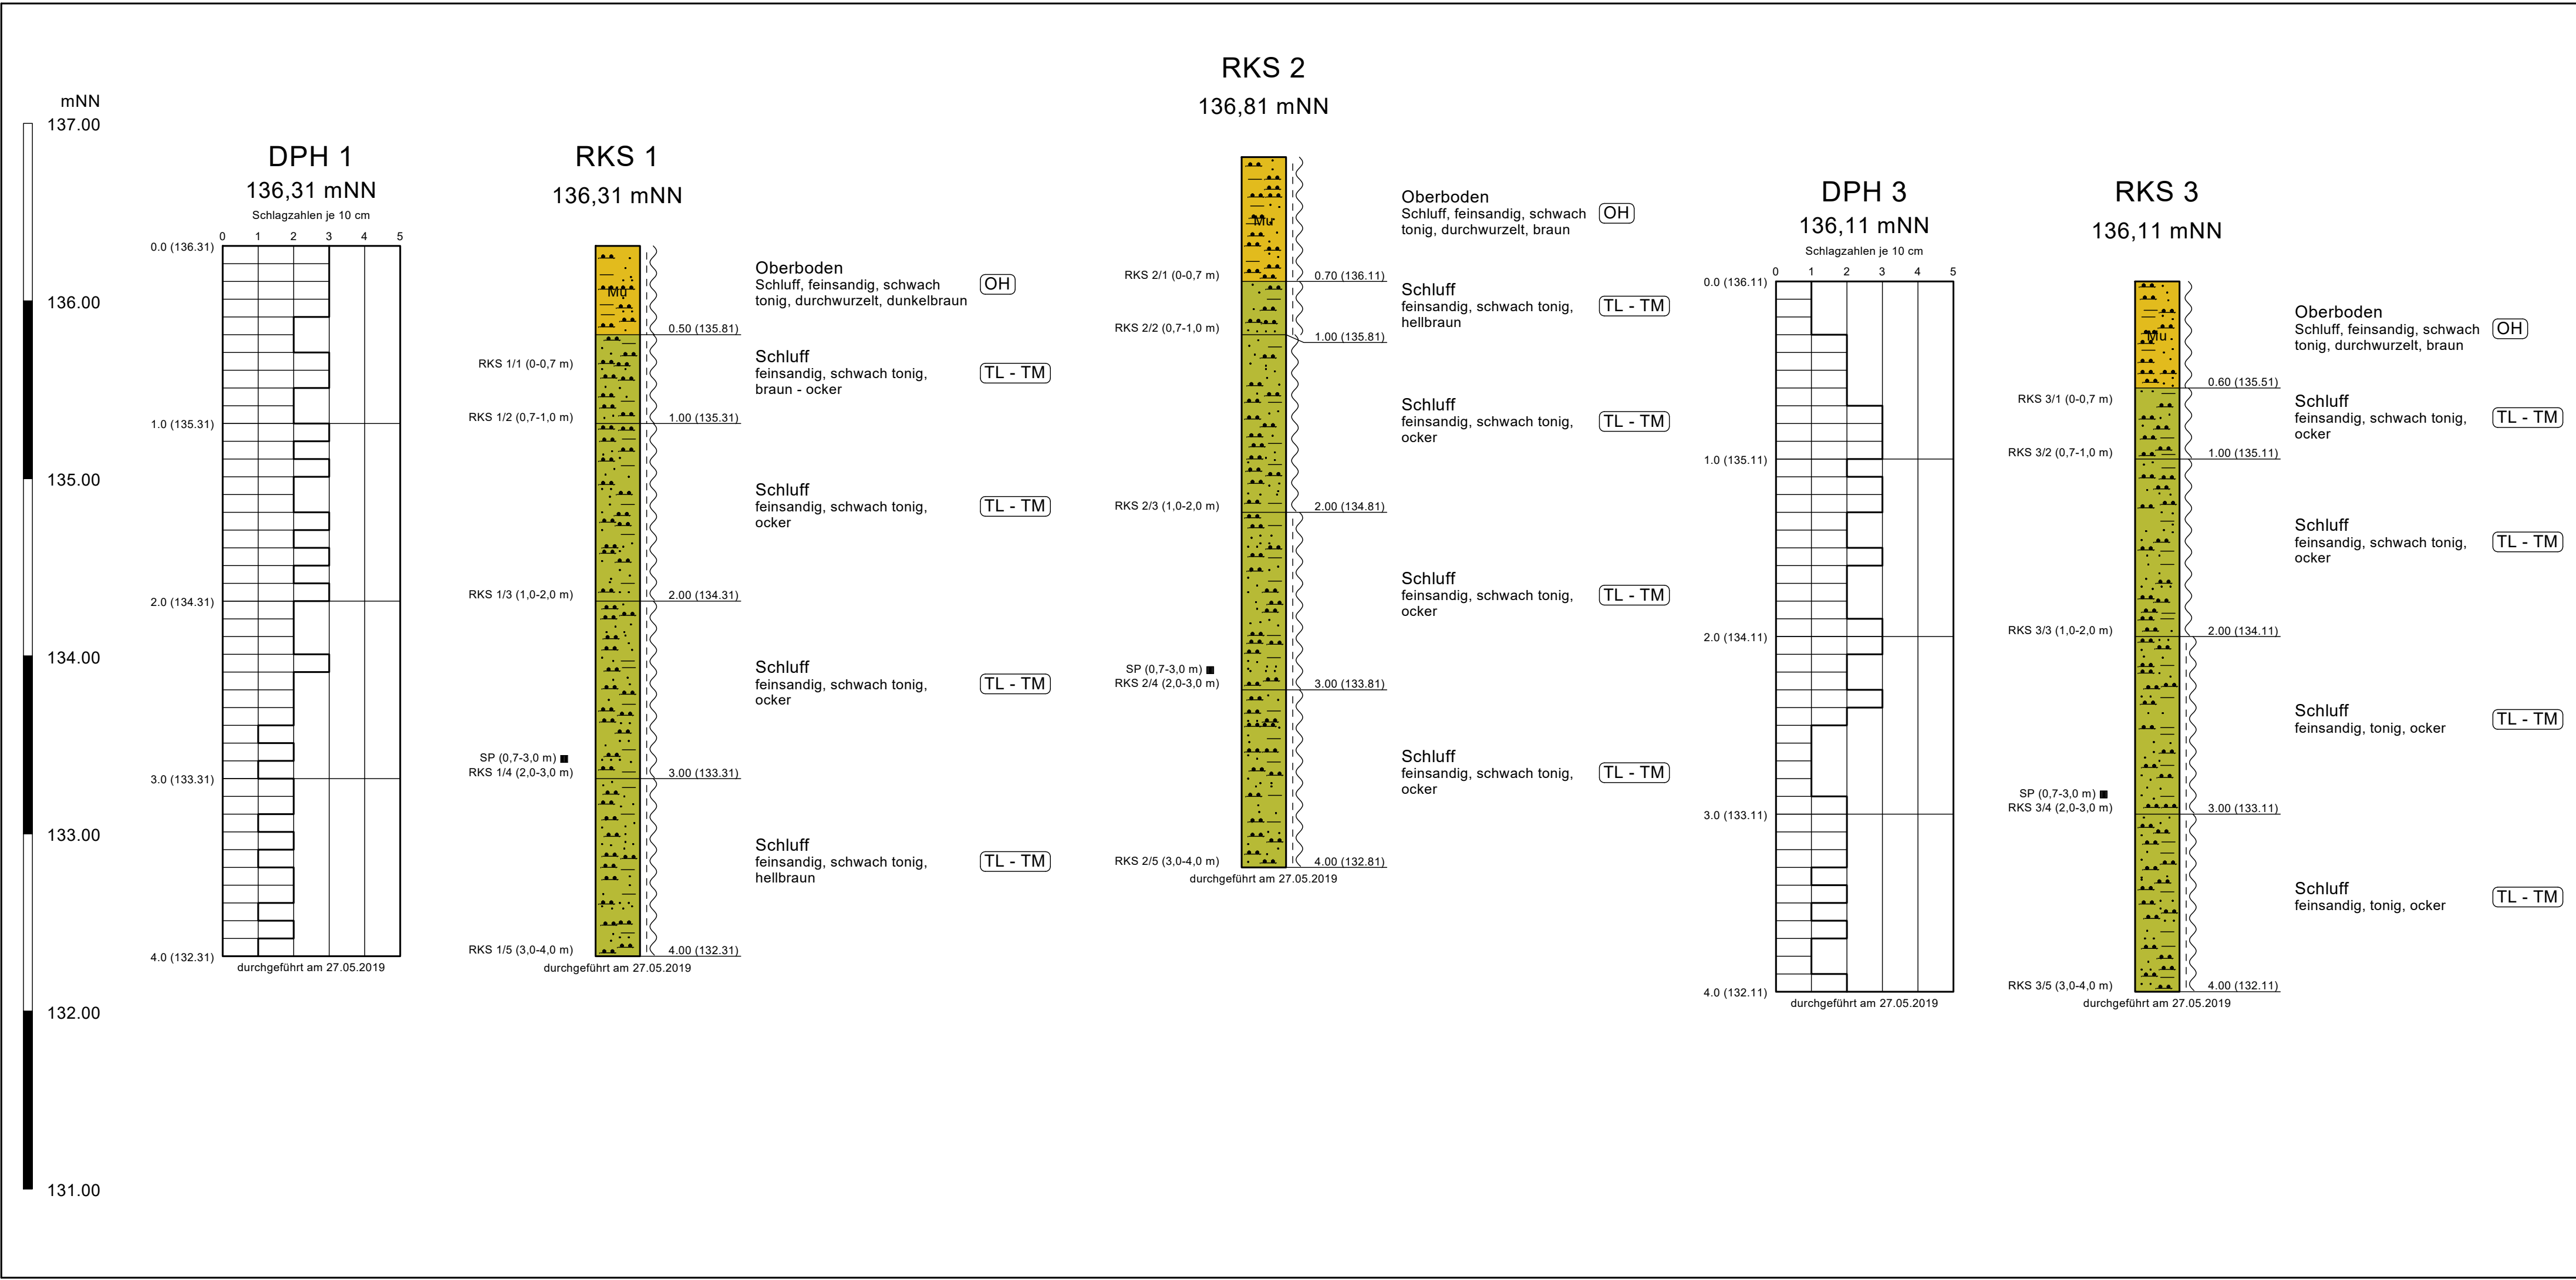 mNN
137.00
136.00
135.00
134.00
133.00
132.00
131.00
DPH 1
136,31 mNN
Schlagzahlen je 10 cm
0 1 2 3 4 5
0.0 (136.31)
1.0 (135.31)
2.0 (134.31)
3.0 (133.31)
4.0 (132.31)
durchgeführt am 27.05.2019
RKS 1
136,31 mNN
Mu
RKS 1/1 (0-0,7 m)
RKS 1/2 (0,7-1,0 m)
RKS 1/3 (1,0-2,0 m)
SP (0,7-3,0 m)
RKS 1/4 (2,0-3,0 m)
RKS 1/5 (3,0-4,0 m)
0.50 (135.81)
1.00 (135.31)
2.00 (134.31)
3.00 (133.31)
4.00 (132.31)
durchgeführt am 27.05.2019
Oberboden
Schluff, feinsandig, schwach
tonig, durchwurzelt, dunkelbraun
OH
Schluff
feinsandig, schwach tonig,
braun - ocker
TL - TM
Schluff
feinsandig, schwach tonig,
ocker
TL - TM
Schluff
feinsandig, schwach tonig,
ocker
TL - TM
Schluff
feinsandig, schwach tonig,
hellbraun
TL - TM
RKS 2
136,81 mNN
Mu
RKS 2/1 (0-0,7 m)
RKS 2/2 (0,7-1,0 m)
RKS 2/3 (1,0-2,0 m)
SP (0,7-3,0 m)
RKS 2/4 (2,0-3,0 m)
RKS 2/5 (3,0-4,0 m)
0.70 (136.11)
1.00 (135.81)
2.00 (134.81)
3.00 (133.81)
4.00 (132.81)
durchgeführt am 27.05.2019
Oberboden
Schluff, feinsandig, schwach
tonig, durchwurzelt, braun
OH
Schluff
feinsandig, schwach tonig,
hellbraun
TL - TM
Schluff
feinsandig, schwach tonig,
ocker
TL - TM
Schluff
feinsandig, schwach tonig,
ocker
TL - TM
Schluff
feinsandig, schwach tonig,
ocker
TL - TM
DPH 3
136,11 mNN
Schlagzahlen je 10 cm
0 1 2 3 4 5
0.0 (136.11)
1.0 (135.11)
2.0 (134.11)
3.0 (133.11)
4.0 (132.11)
durchgeführt am 27.05.2019
RKS 3
136,11 mNN
Mu
RKS 3/1 (0-0,7 m)
RKS 3/2 (0,7-1,0 m)
RKS 3/3 (1,0-2,0 m)
SP (0,7-3,0 m)
RKS 3/4 (2,0-3,0 m)
RKS 3/5 (3,0-4,0 m)
0.60 (135.51)
1.00 (135.11)
2.00 (134.11)
3.00 (133.11)
4.00 (132.11)
durchgeführt am 27.05.2019
Oberboden
Schluff, feinsandig, schwach
tonig, durchwurzelt, braun
OH
Schluff
feinsandig, schwach tonig,
ocker
TL - TM
Schluff
feinsandig, schwach tonig,
ocker
TL - TM
Schluff
feinsandig, tonig, ocker
TL - TM
Schluff
feinsandig, tonig, ocker
TL - TM